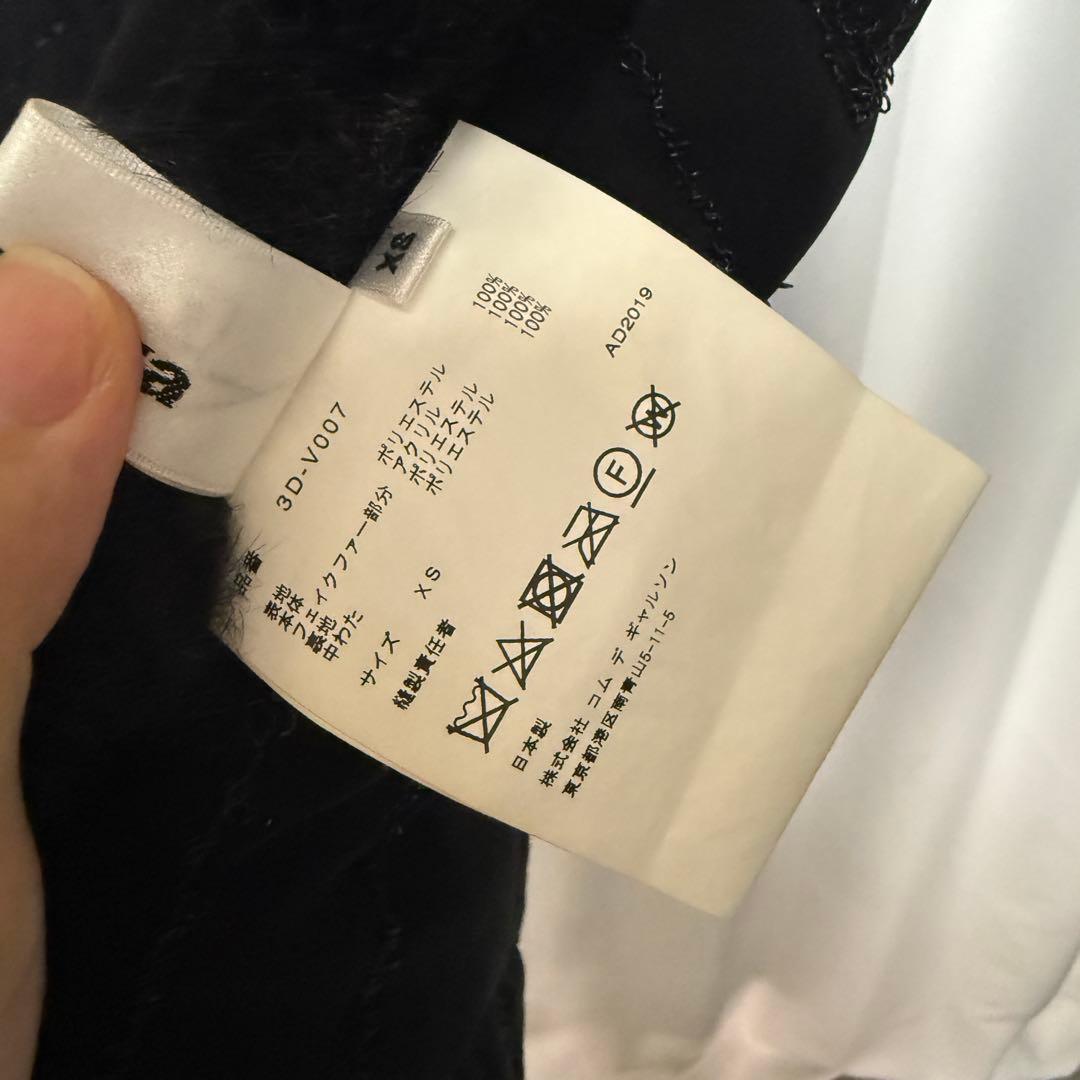 XS
品番 3D-V007
表地
本体 ポリエステル 100%
フェイクファー部分 アクリル 100%
裏地 ポリエステル 100%
中わた ポリエステル 100%
サイズ XS
縫製責任者
AD2019
F
W
日本製
株式会社 コム デ ギャルソン
東京都港区南青山5-11-5